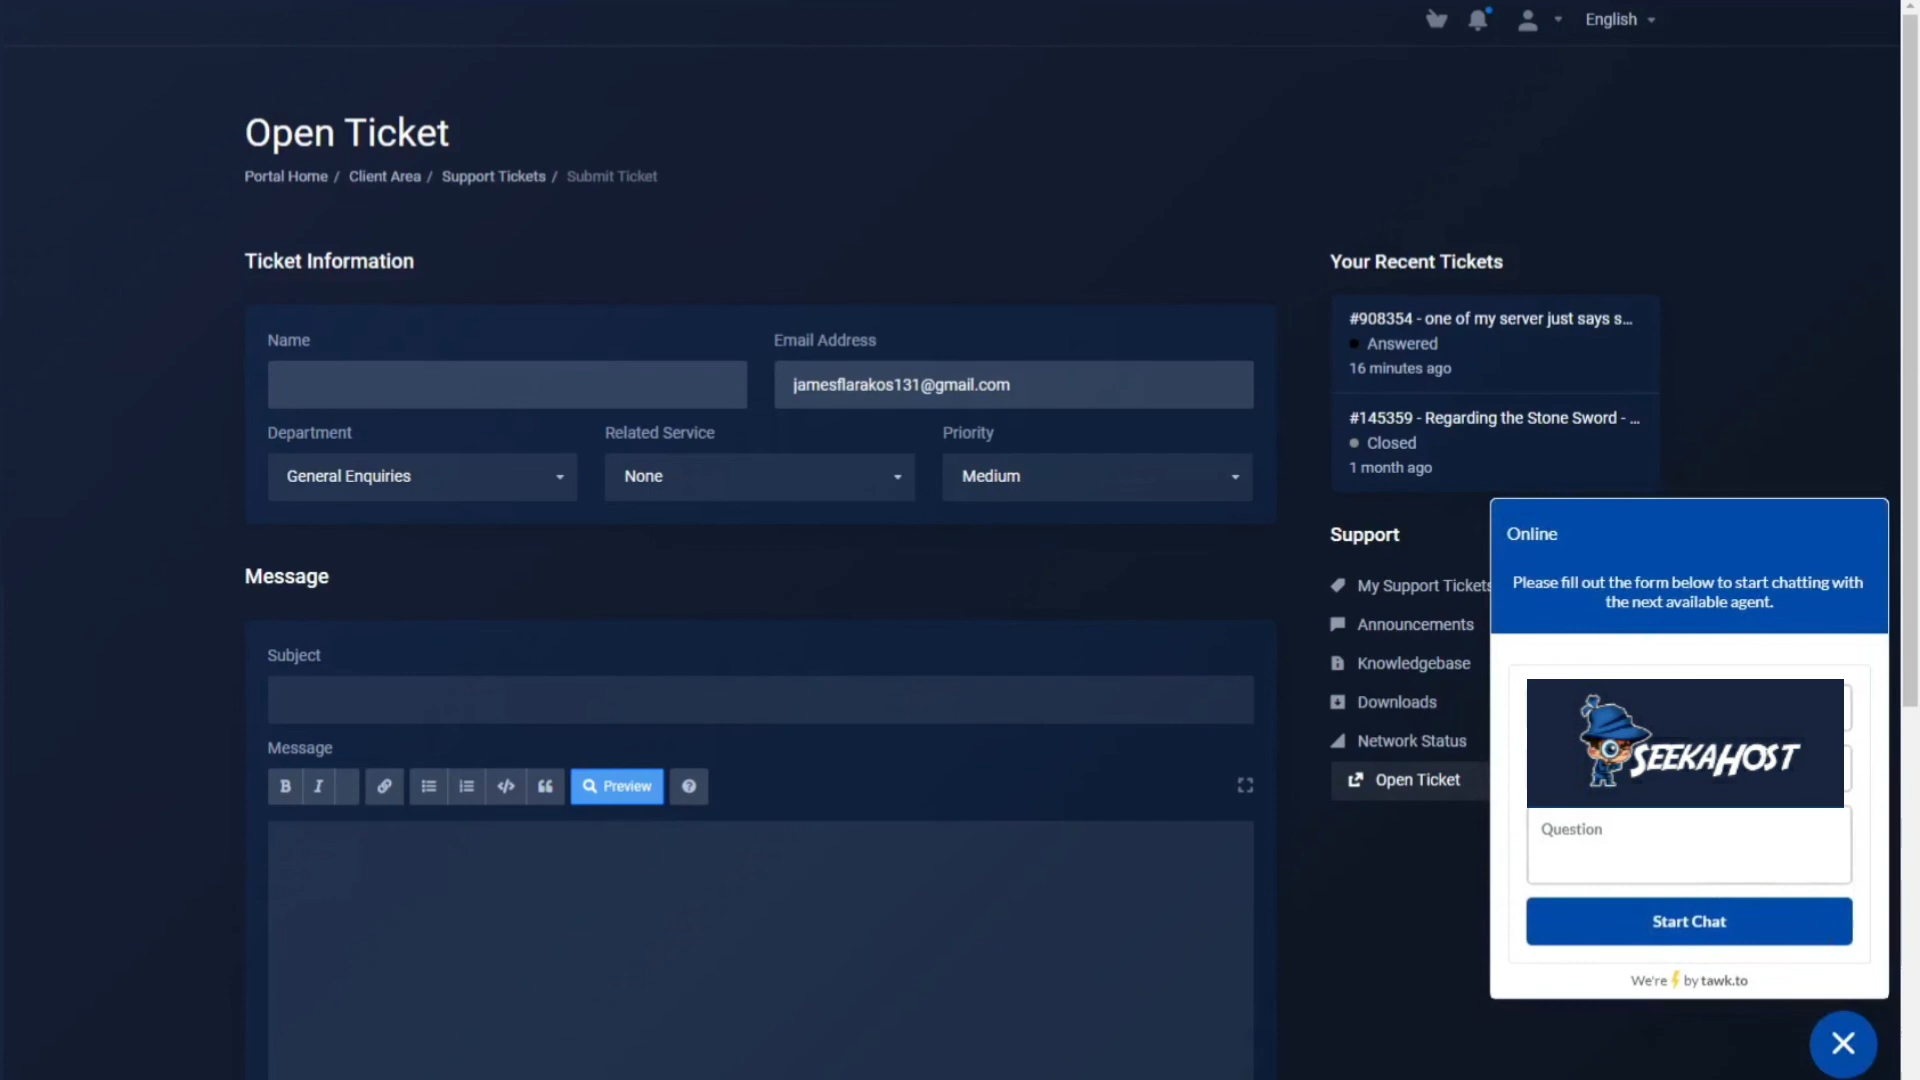 English
Open Ticket
Portal Home / Client Area / Support Tickets / Submit Ticket
Ticket Information
Name
Email Address
jamesflarakos131@gmail.com
Department
Related Service
Priority
General Enquiries
None
Medium
Message
Subject
Message
B I
Preview
Your Recent Tickets
#908354 - one of my server just says s...
Answered
16 minutes ago
#145359 - Regarding the Stone Sword - ...
Closed
1 month ago
Support
My Support Tickets
Announcements
Knowledgebase
Downloads
Network Status
Open Ticket
Online
Please fill out the form below to start chatting with
the next available agent.
SEEKAHOST
Question
Start Chat
We're by tawk.to